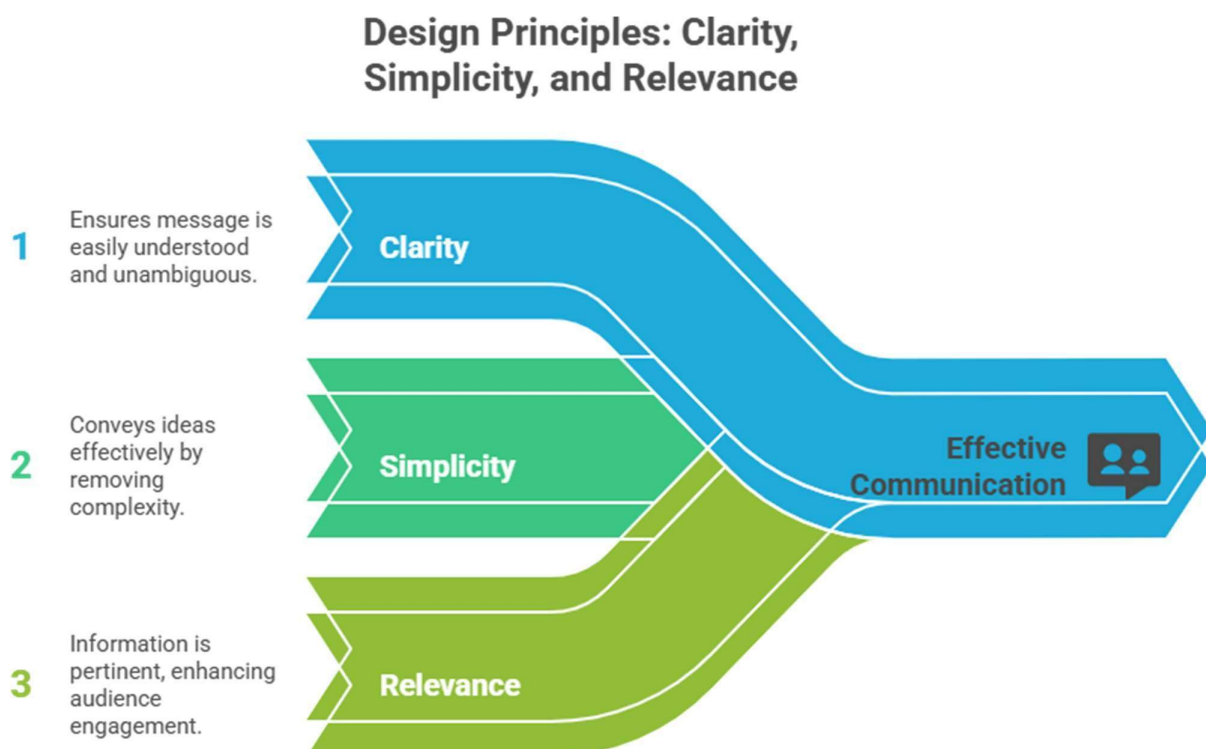 Design Principles: Clarity,
Simplicity, and Relevance
1
Ensures message is
easily understood
and unambiguous.
Clarity
2
Conveys ideas
effectively by
removing
complexity.
Simplicity
Effective
Communication
3
Information is
pertinent, enhancing
audience
engagement.
Relevance